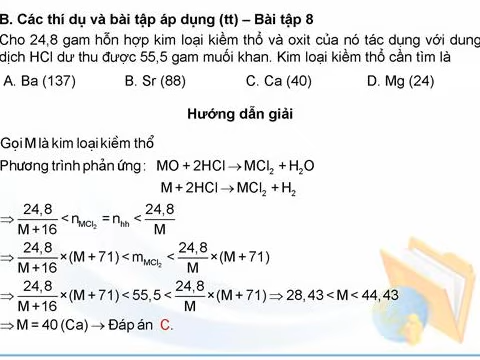 B. Các thí dụ và bài tập áp dụng (tt) – Bài tập 8
Cho 24,8 gam hỗn hợp kim loại kiềm thổ và oxit của nó tác dụng với dung
dịch HCl dư thu được 55,5 gam muối khan. Kim loại kiềm thổ cần tìm là
A. Ba (137) B. Sr (88) C. Ca (40) D. Mg (24)
Hướng dẫn giải
Gọi M là kim loại kiềm thổ
Phương trình phản ứng: MO + 2HCl → MCl₂ + H₂O
M + 2HCl → MCl₂ + H₂
⇒ 24,8/(M+16) < n_MCl₂ = n_hh < 24,8/M
⇒ 24,8/(M+16) × (M+71) < m_MCl₂ < 24,8/M × (M+71)
⇒ 24,8/(M+16) × (M+71) < 55,5 < 24,8/M × (M+71) ⇒ 28,43 < M < 44,43
⇒ M = 40 (Ca) → Đáp án C.